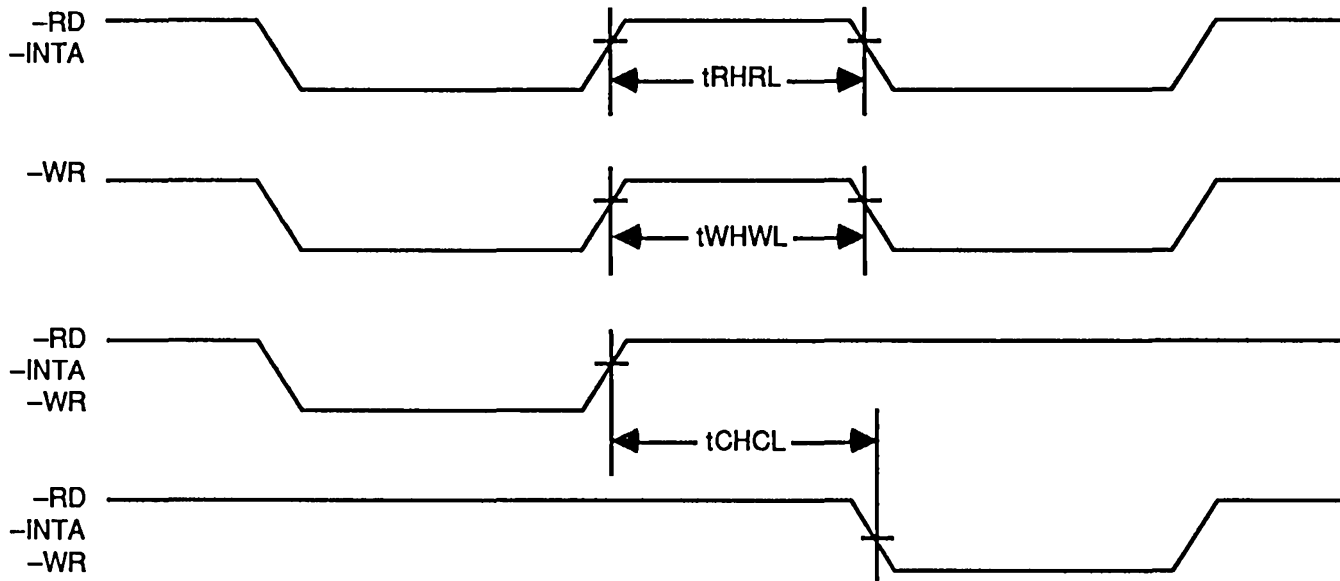 –RD
–INTA
tRHRL
–WR
tWHWL
–RD
–INTA
–WR
tCHCL
–RD
–INTA
–WR